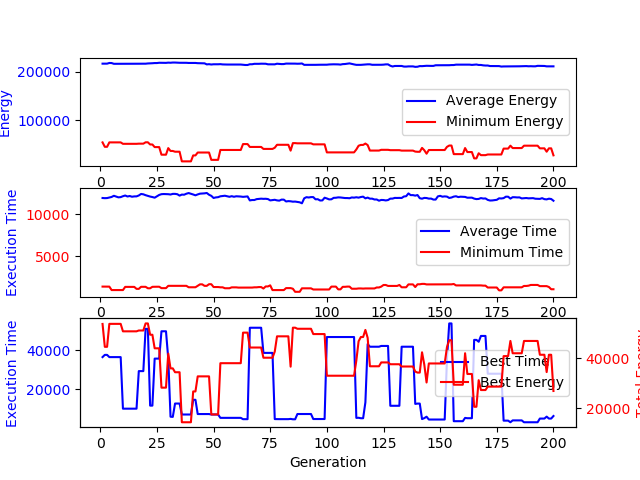 Energy
200000
100000
Average Energy
Minimum Energy
0 25 50 75 100 125 150 175 200
Execution Time
10000
5000
Average Time
Minimum Time
0 25 50 75 100 125 150 175 200
Execution Time
40000
20000
Best Time
Best Energy
40000
20000
Total Energy
0 25 50 75 100 125 150 175 200
Generation